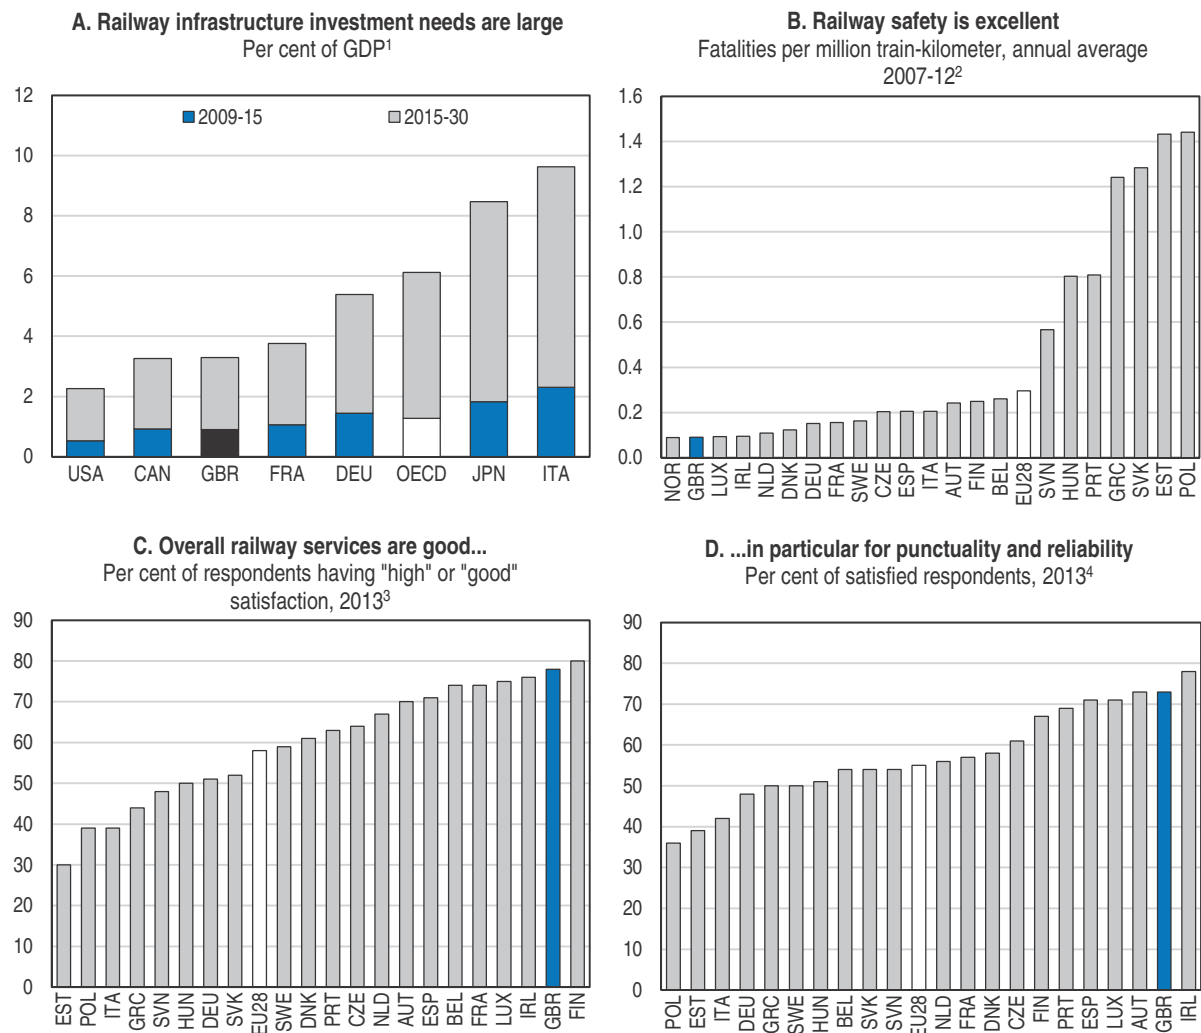 A. Railway infrastructure investment needs are large
Per cent of GDP¹
12
10
8
6
4
2
0
2009-15 2015-30
USA CAN GBR FRA DEU OECD JPN ITA
B. Railway safety is excellent
Fatalities per million train-kilometer, annual average
2007-12²
1.6
1.4
1.2
1.0
0.8
0.6
0.4
0.2
0.0
NOR GBR LUX IRL NLD DNK DEU FRA SWE CZE ESP ITA AUT FIN BEL EU28 SVN HUN PRT GRC SVK EST POL
C. Overall railway services are good...
Per cent of respondents having "high" or "good"
satisfaction, 2013³
90
80
70
60
50
40
30
20
10
0
EST POL ITA GRC SVN HUN DEU SVK EU28 SWE DNK PRT CZE NLD AUT ESP BEL FRA LUX IRL GBR FIN
D. ...in particular for punctuality and reliability
Per cent of satisfied respondents, 2013⁴
90
80
70
60
50
40
30
20
10
0
POL EST ITA DEU GRC SWE HUN BEL SVK SVN EU28 NLD FRA DNK CZE FIN PRT ESP LUX AUT GBR IRL